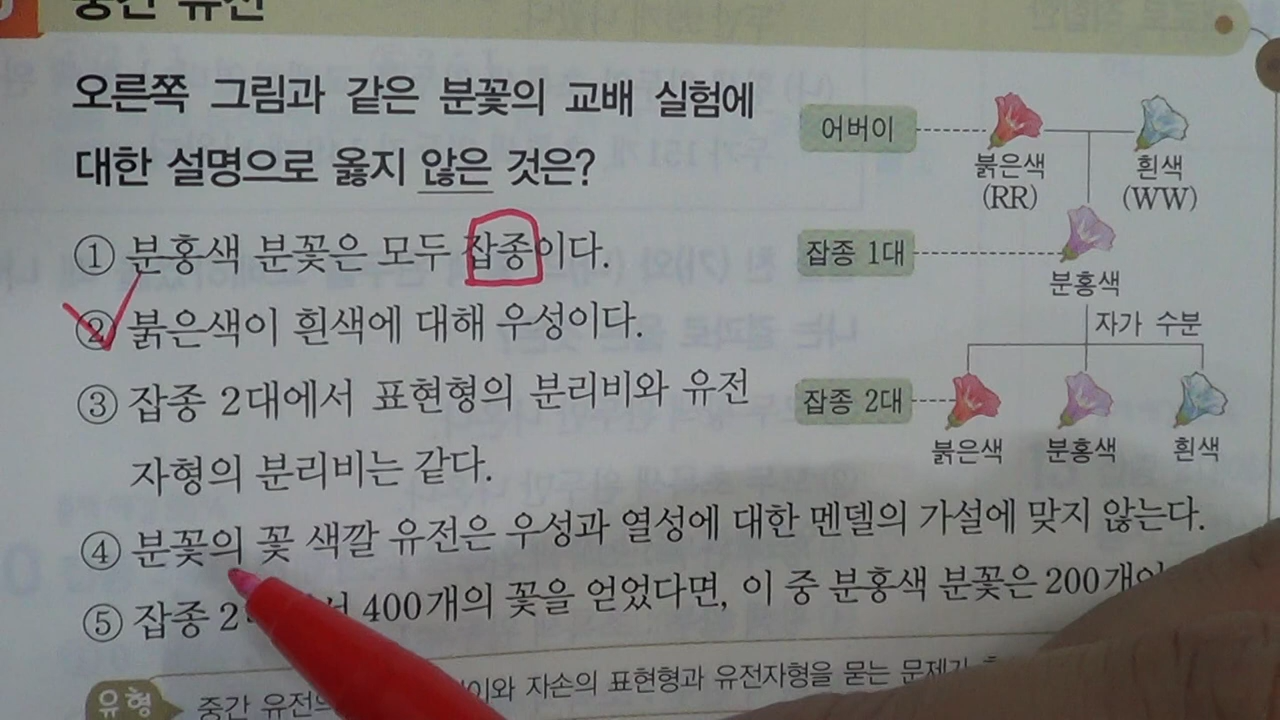 중간 유전
오른쪽 그림과 같은 분꽃의 교배 실험에
대한 설명으로 옳지 않은 것은?
① 분홍색 분꽃은 모두 잡종이다.
② 붉은색이 흰색에 대해 우성이다.
③ 잡종 2대에서 표현형의 분리비와 유전
자형의 분리비는 같다.
④ 분꽃의 꽃 색깔 유전은 우성과 열성에 대한 멘델의 가설에 맞지 않는다.
⑤ 잡종 2 400개의 꽃을 얻었다면, 이 중 분홍색 분꽃은 200개
어버이
붉은색
(RR)
흰색
(WW)
잡종 1대
분홍색
자가 수분
잡종 2대
붉은색
분홍색
흰색
유형
중간 유전 자손의 표현형과 유전자형을 묻는 문제가